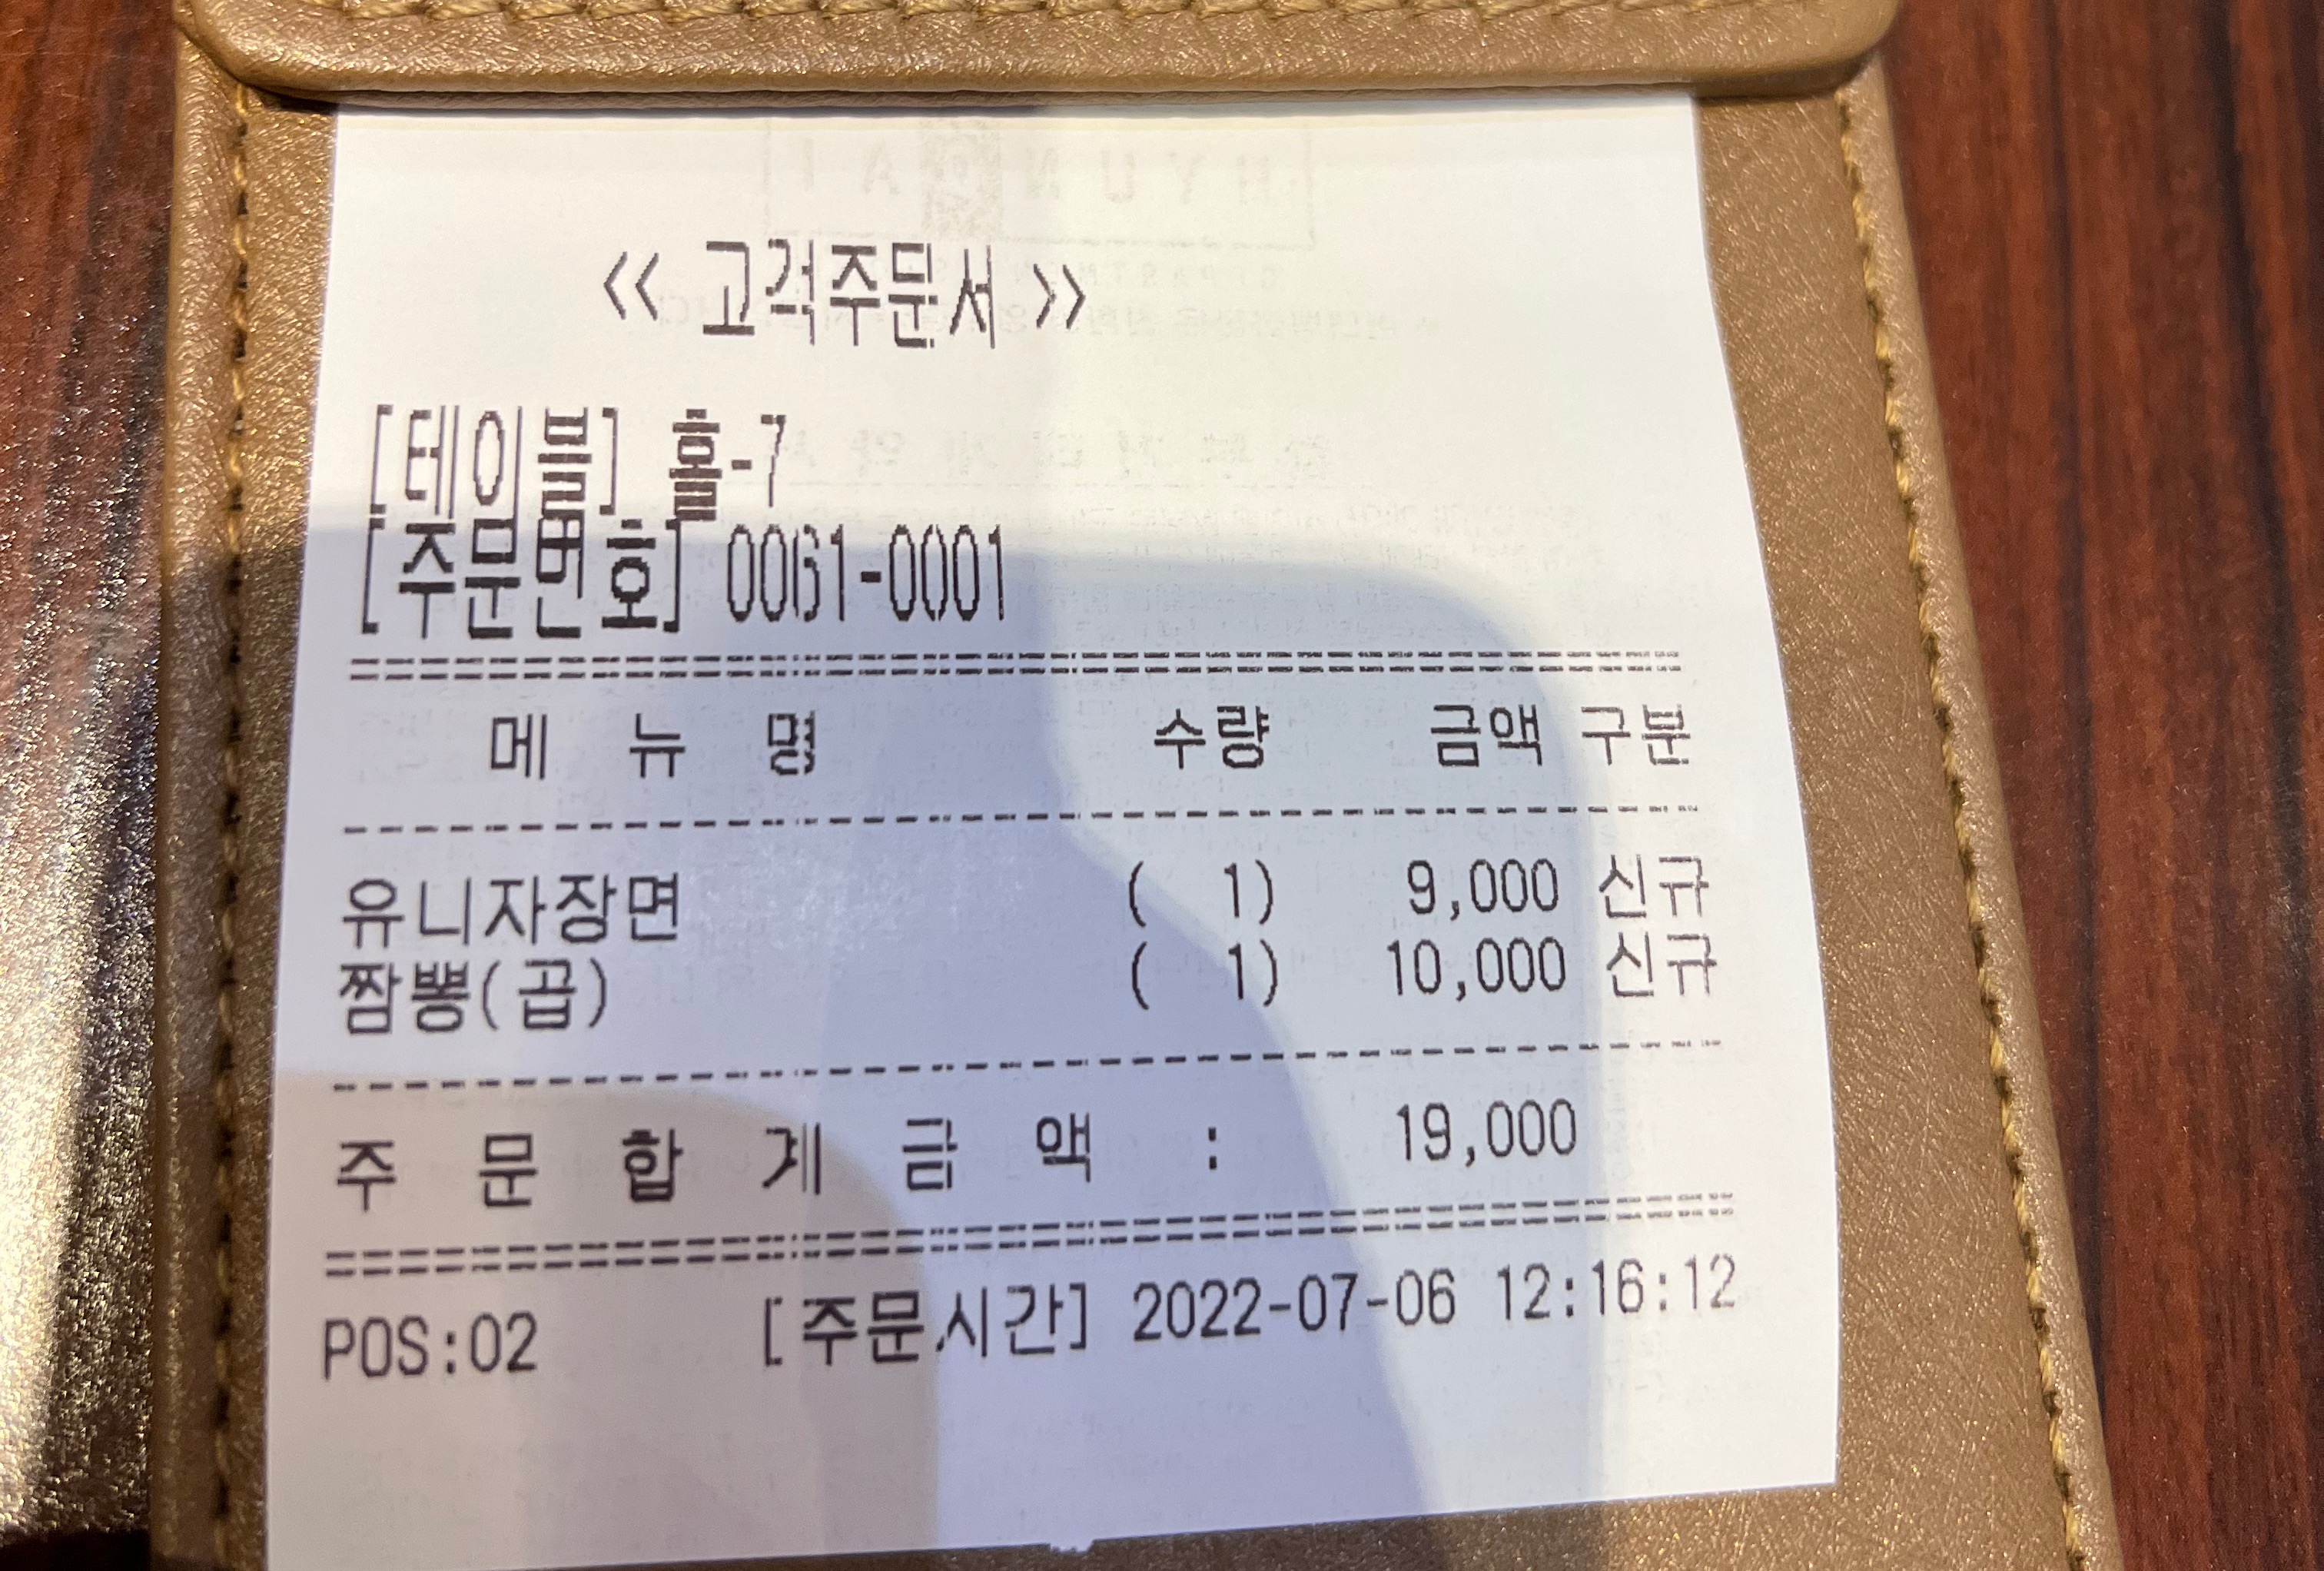 << 고객주문서 >>
[테이블] 홀-7
[주문번호] 0061-0001
메 뉴 명 수량 금액 구분
유니자장면 ( 1) 9,000 신규
짬뽕(곱) ( 1) 10,000 신규
주 문 합 계 금 액 : 19,000
POS:02 [주문시간] 2022-07-06 12:16:12